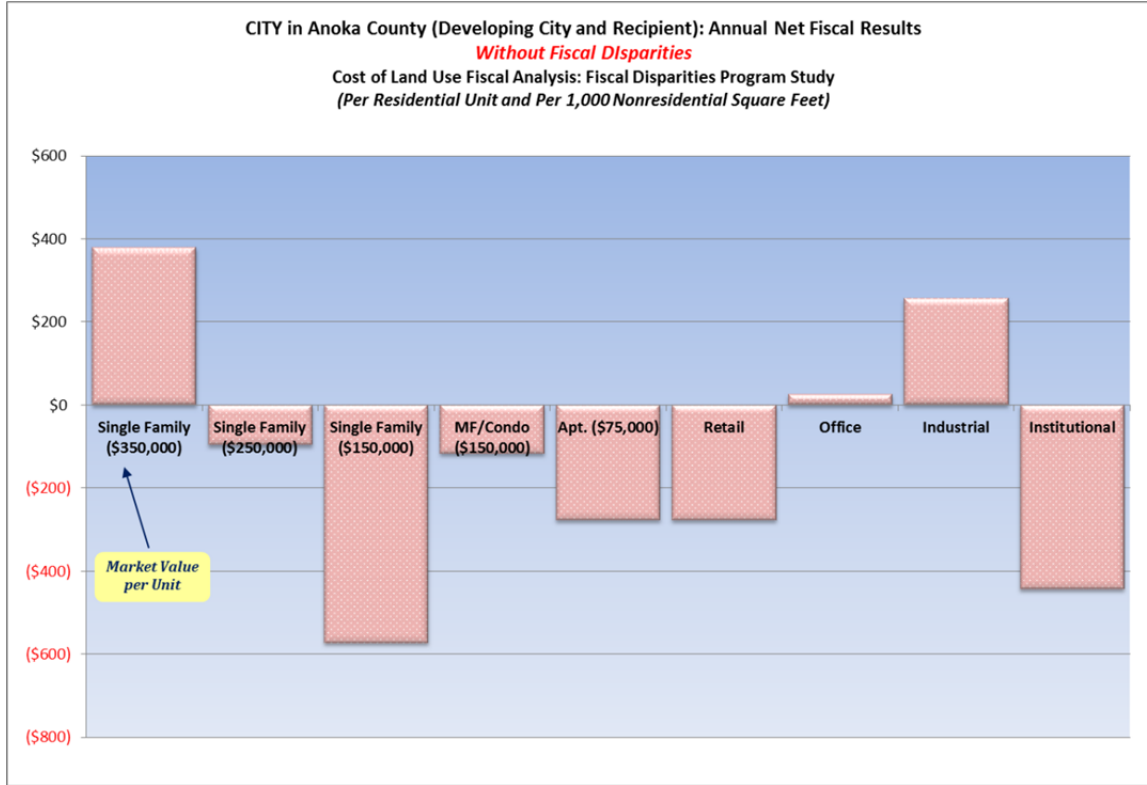 CITY in Anoka County (Developing City and Recipient): Annual Net Fiscal Results
Without Fiscal DIsparities
Cost of Land Use Fiscal Analysis: Fiscal Disparities Program Study
(Per Residential Unit and Per 1,000 Nonresidential Square Feet)
$600
$400
$200
$0
($200)
($400)
($600)
($800)
Single Family
($350,000)
Single Family
($250,000)
Single Family
($150,000)
MF/Condo
($150,000)
Apt. ($75,000)
Retail
Office
Industrial
Institutional
Market Value
per Unit